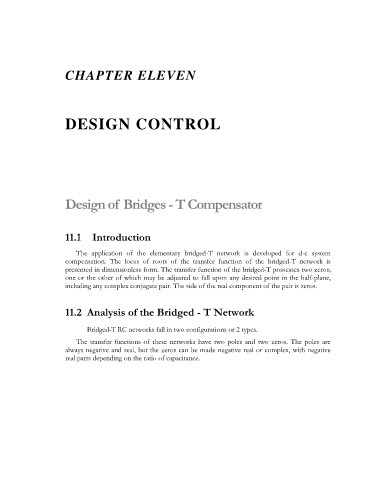 CHAPTER ELEVEN
DESIGN CONTROL
Design of Bridges - T Compensator
11.1 Introduction
The application of the elementary bridged-T network is developed for d-c system
compensation. The locus of roots of the transfer function of the bridged-T network is
presented in dimensionless form. The transfer function of the bridged-T possesses two zeros;
one or the other of which may be adjusted to fall upon any desired point in the half-plane,
including any complex conjugate pair. The side of the real component of the pair is zeros.
11.2 Analysis of the Bridged - T Network
Bridged-T RC networks fall in two configurations or 2 types.
The transfer functions of these networks have two poles and two zeros. The poles are
always negative and real, but the zeros can be made negative real or complex, with negative
real parts depending on the ratio of capacitance.